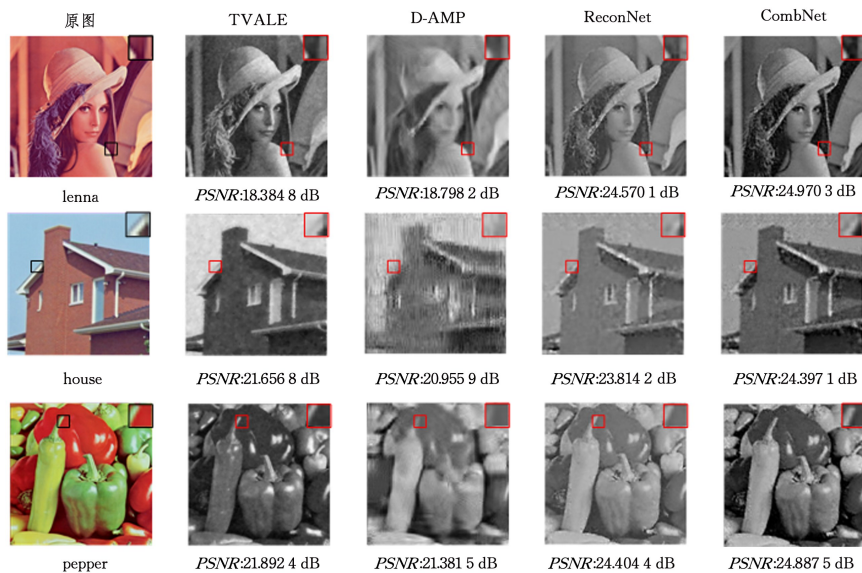 原图 TVALE D-AMP ReconNet CombNet
lenna PSNR:18.384 8 dB PSNR:18.798 2 dB PSNR:24.570 1 dB PSNR:24.970 3 dB
house PSNR:21.656 8 dB PSNR:20.955 9 dB PSNR:23.814 2 dB PSNR:24.397 1 dB
pepper PSNR:21.892 4 dB PSNR:21.381 5 dB PSNR:24.404 4 dB PSNR:24.887 5 dB